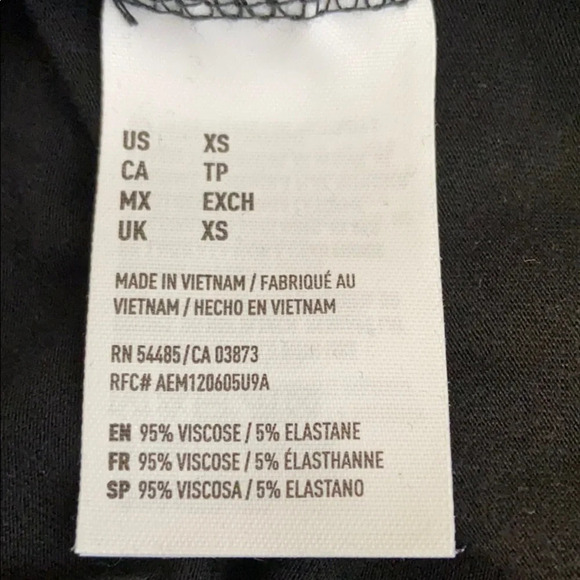 US XS
CA TP
MX EXCH
UK XS
MADE IN VIETNAM / FABRIQUÉ AU
VIETNAM / HECHO EN VIETNAM
RN 54485 / CA 03873
RFC# AEM120605U9A
EN 95% VISCOSE / 5% ELASTANE
FR 95% VISCOSE / 5% ÉLASTHANNE
SP 95% VISCOSA / 5% ELASTANO